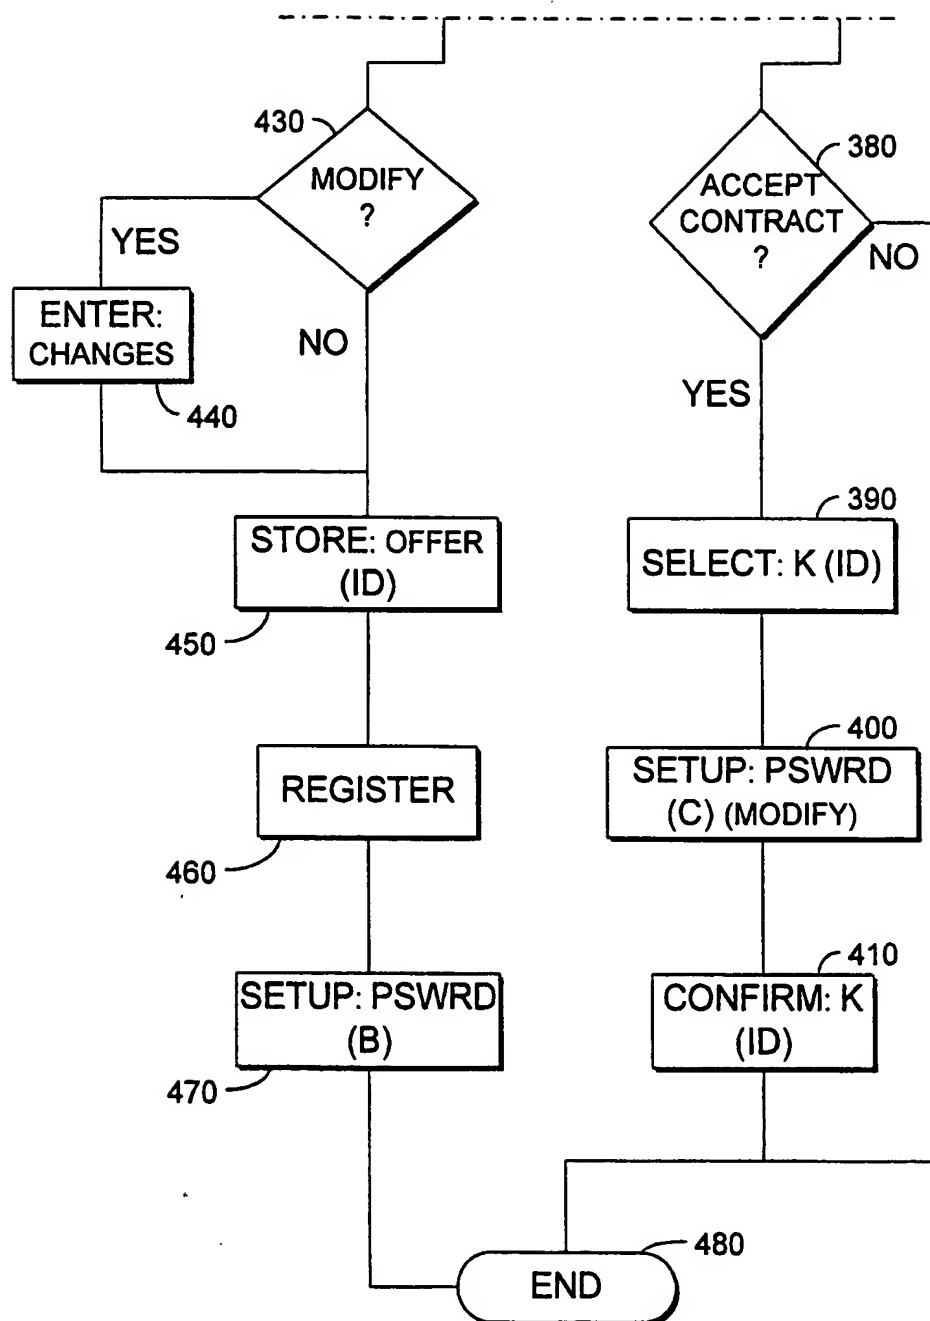 430
MODIFY
?
YES
NO
ENTER:
CHANGES
440
STORE: OFFER
(ID)
450
REGISTER
460
SETUP: PSWRD
(B)
470
380
ACCEPT
CONTRACT
?
NO
YES
390
SELECT: K (ID)
400
SETUP: PSWRD
(C) (MODIFY)
410
CONFIRM: K
(ID)
480
END